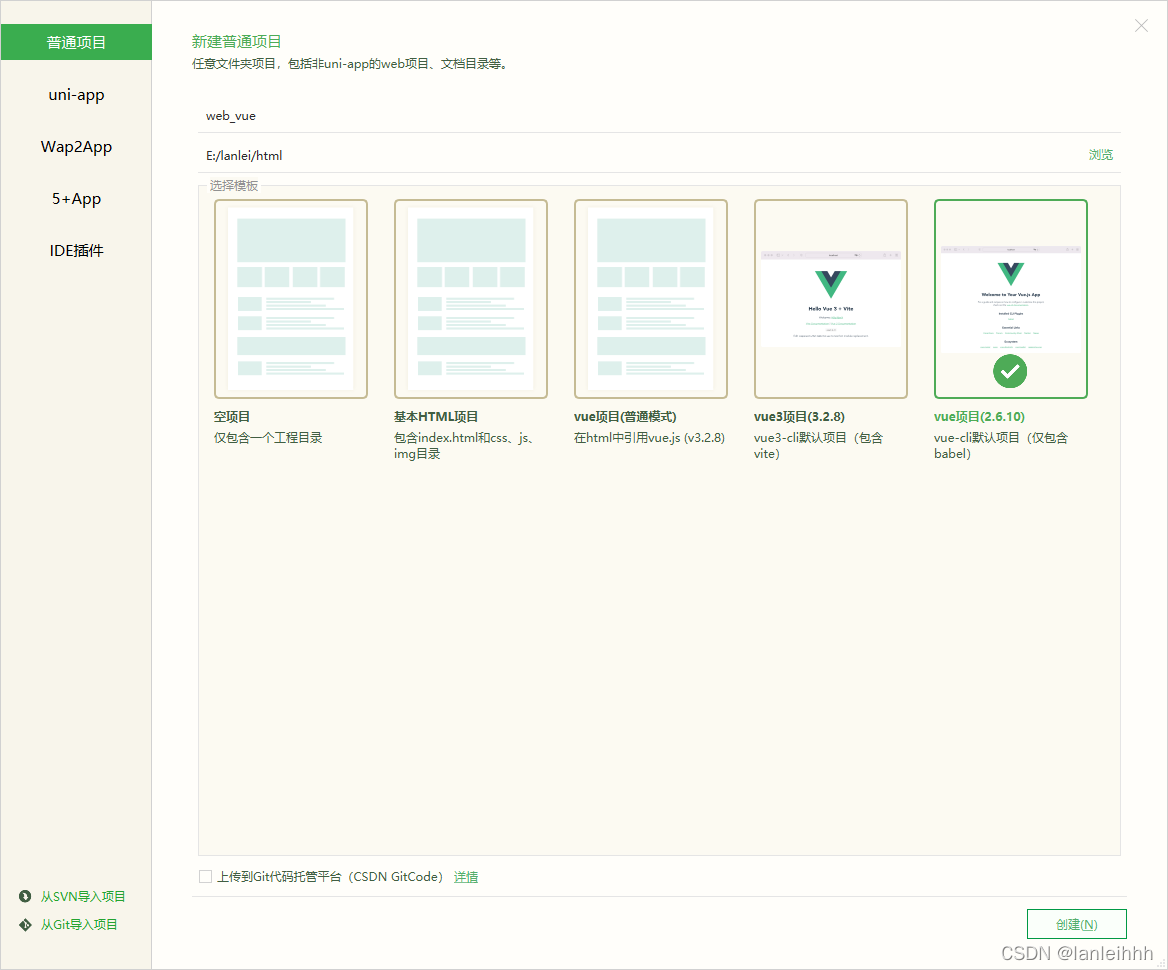 普通项目
uni-app
Wap2App
5+App
IDE插件
从SVN导入项目
从Git导入项目
新建普通项目
任意文件夹项目，包括非uni-app的web项目、文档目录等。
web_vue
E:/lanlei/html
浏览
选择模板
Hello Vue 3 + Vite
Welcome to Your Vue.js App
空项目
仅包含一个工程目录
基本HTML项目
包含index.html和css、js、
img目录
vue项目(普通模式)
在html中引用vue.js (v3.2.8)
vue3项目(3.2.8)
vue3-cli默认项目（包含
vite）
vue项目(2.6.10)
vue-cli默认项目（仅包含
babel）
上传到Git代码托管平台（CSDN GitCode） 详情
创建(N)
CSDN @lanleihhh